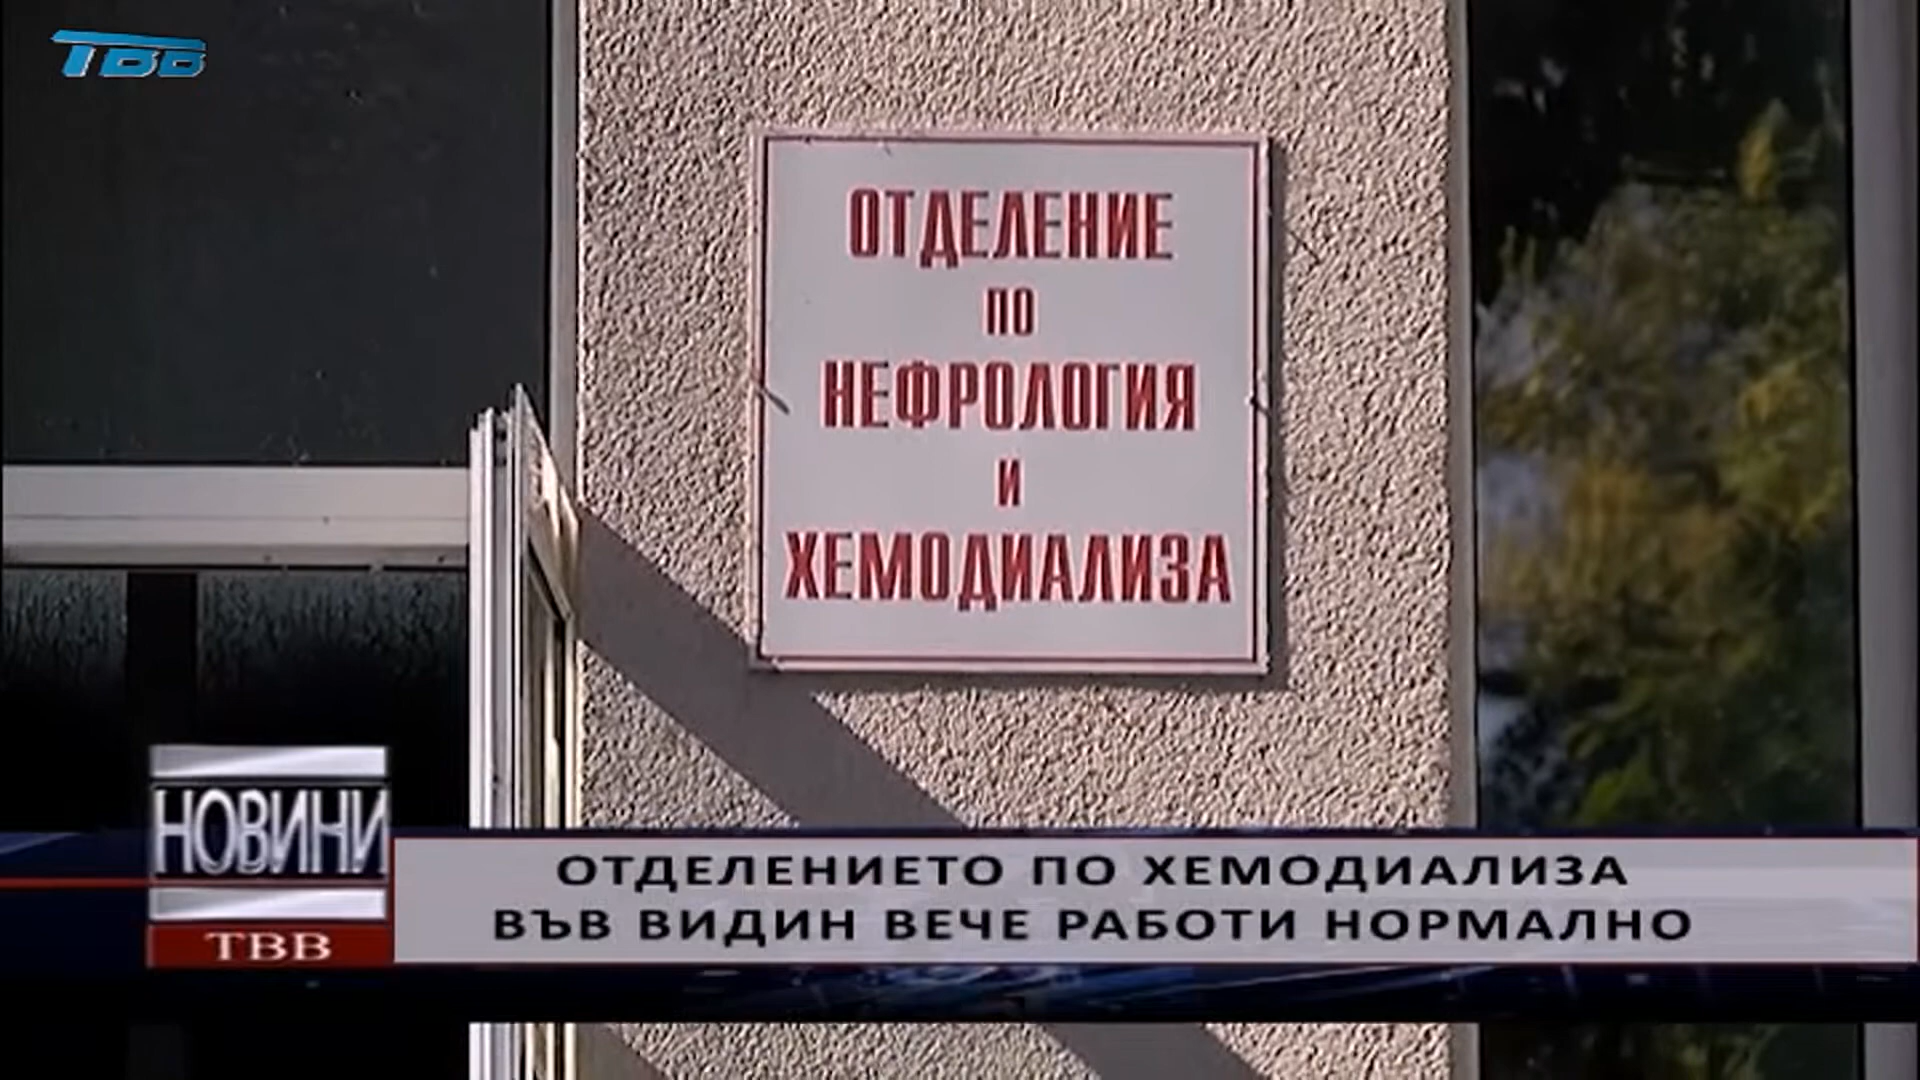 ТВВ
ОТДЕЛЕНИЕ
ПО
НЕФРОЛОГИЯ
И
ХЕМОДИАЛИЗА
НОВИНИ
ТВВ
ОТДЕЛЕНИЕТО ПО ХЕМОДИАЛИЗА
ВЪВ ВИДИН ВЕЧЕ РАБОТИ НОРМАЛНО